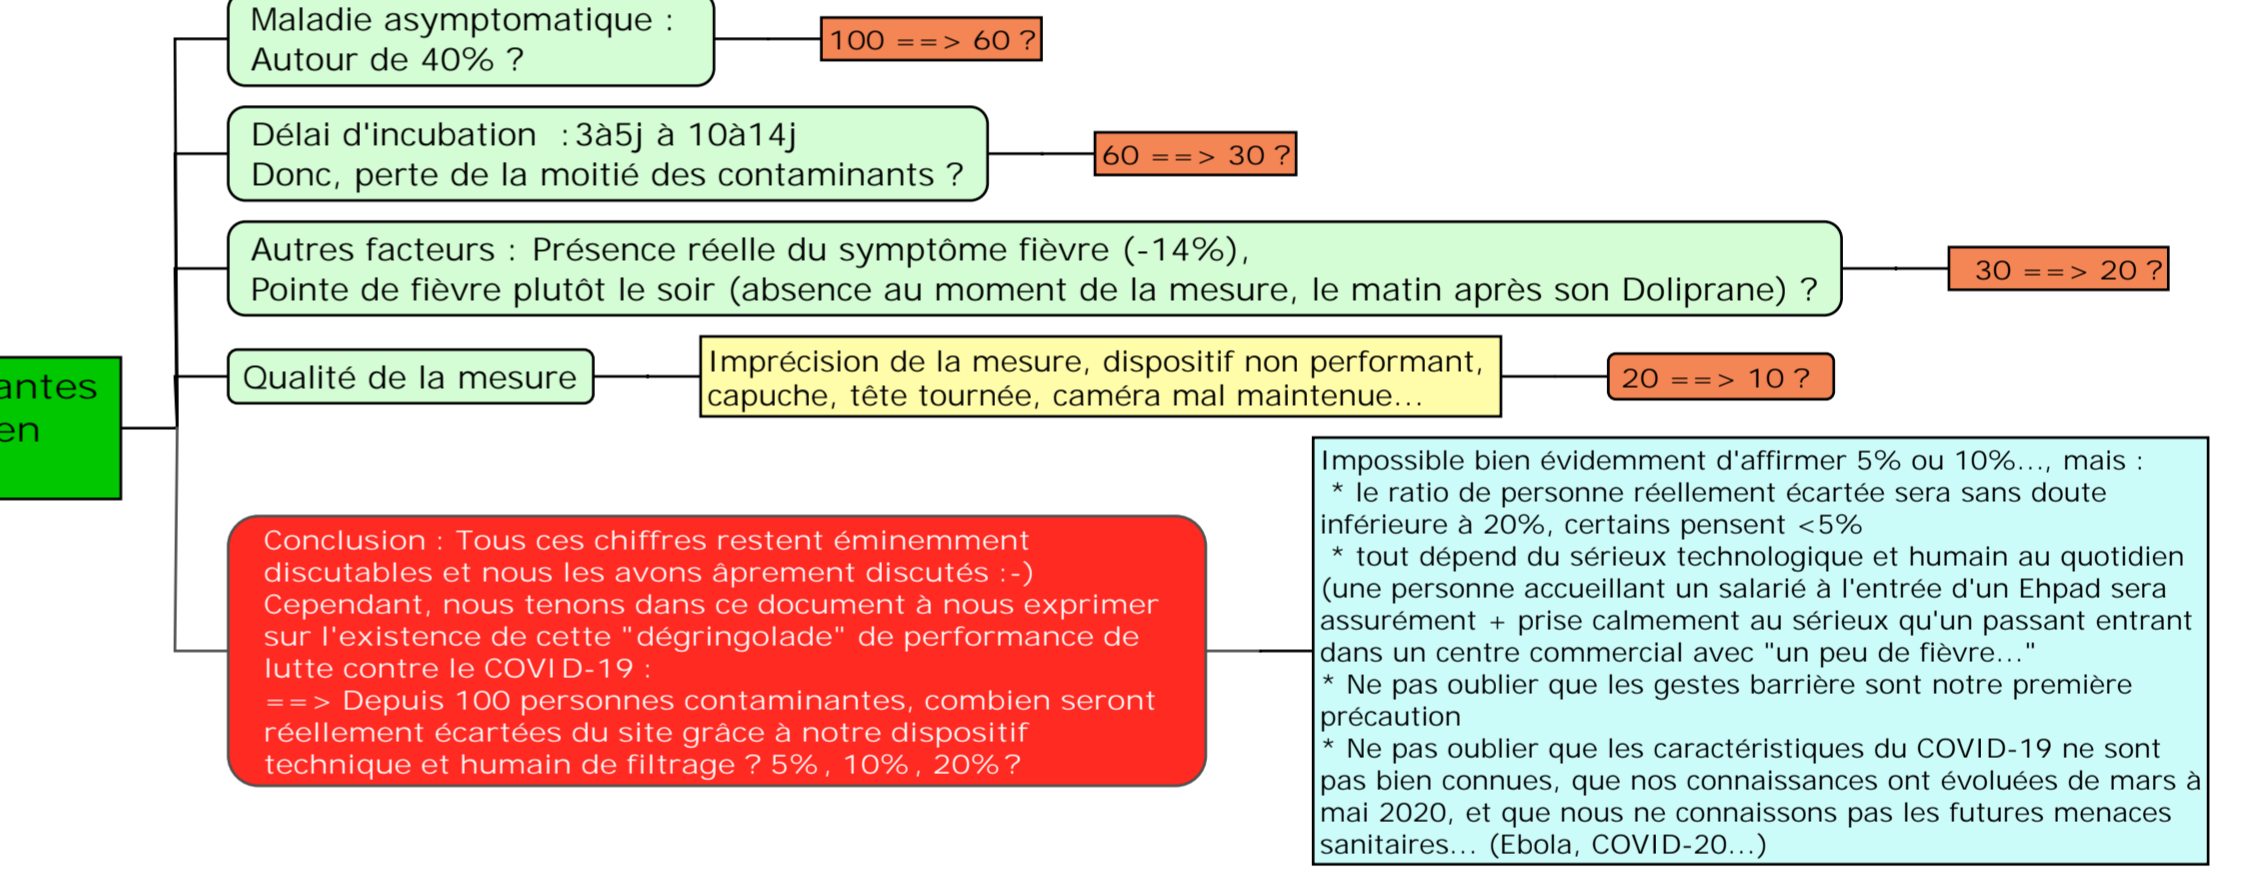 Maladie asymptomatique :
Autour de 40% ?
100 ==> 60 ?
Délai d'incubation  : 3à5j à 10à14j
Donc, perte de la moitié des contaminants ?
60 ==> 30 ?
Autres facteurs : Présence réelle du symptôme fièvre (-14%),
Pointe de fièvre plutôt le soir (absence au moment de la mesure, le matin après son Doliprane) ?
30 ==> 20 ?
Qualité de la mesure
Imprécision de la mesure, dispositif non performant,
capuche, tête tournée, caméra mal maintenue...
20 ==> 10 ?
antes
en
Conclusion : Tous ces chiffres restent éminemment
discutables et nous les avons âprement discutés :-)
Cependant, nous tenons dans ce document à nous exprimer
sur l'existence de cette "dégringolade" de performance de
lutte contre le COVID-19 :
==> Depuis 100 personnes contaminantes, combien seront
réellement écartées du site grâce à notre dispositif
technique et humain de filtrage ? 5%, 10%, 20%?
Impossible bien évidemment d'affirmer 5% ou 10%..., mais :
* le ratio de personne réellement écartée sera sans doute
inférieure à 20%, certains pensent <5%
* tout dépend du sérieux technologique et humain au quotidien
(une personne accueillant un salarié à l'entrée d'un Ehpad sera
assurément + prise calmement au sérieux qu'un passant entrant
dans un centre commercial avec "un peu de fièvre..."
* Ne pas oublier que les gestes barrière sont notre première
précaution
* Ne pas oublier que les caractéristiques du COVID-19 ne sont
pas bien connues, que nos connaissances ont évoluées de mars à
mai 2020, et que nous ne connaissons pas les futures menaces
sanitaires... (Ebola, COVID-20...)